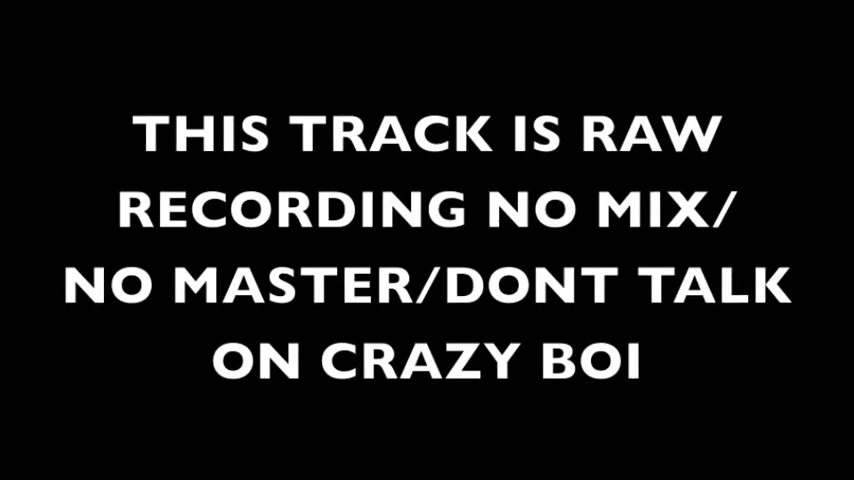 THIS TRACK IS RAW
RECORDING NO MIX/
NO MASTER/DONT TALK
ON CRAZY BOI